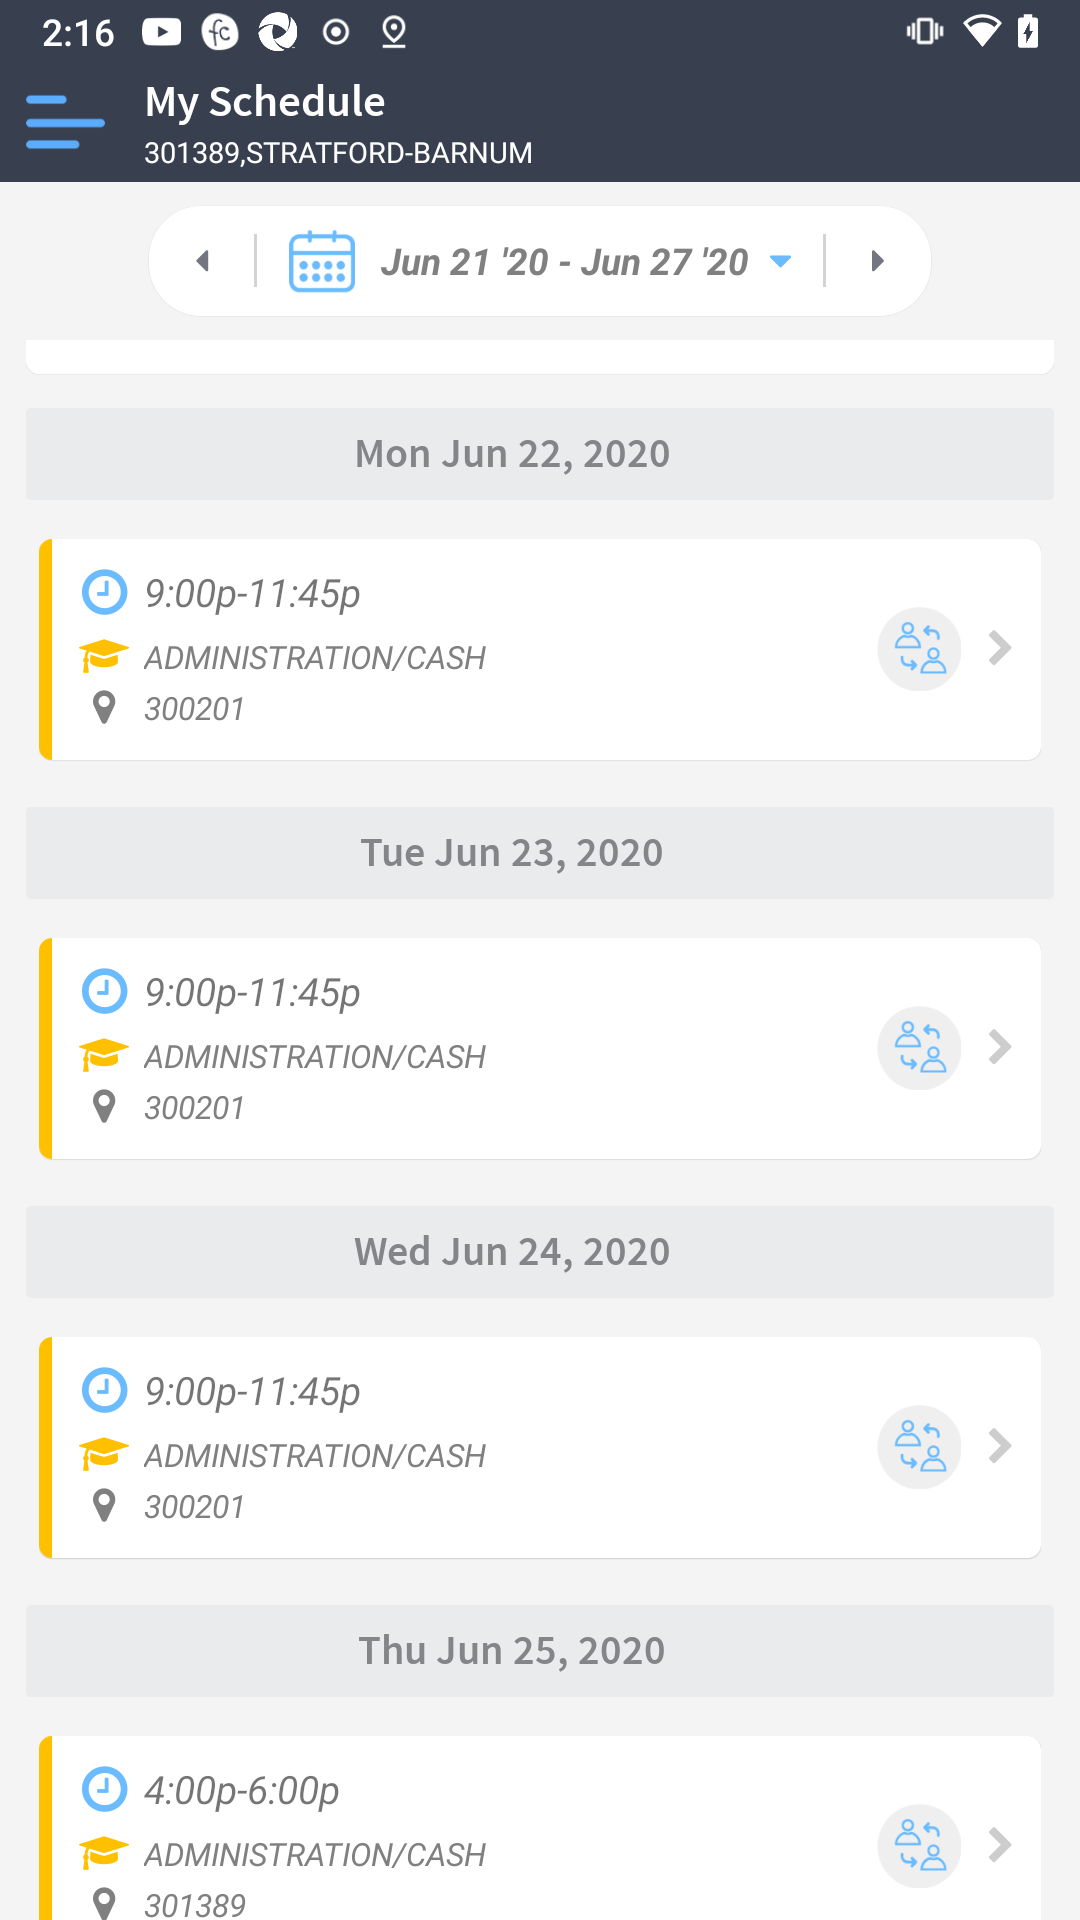 2:16
fc
My Schedule
301389,STRATFORD-BARNUM
Jun 21 '20 - Jun 27 '20
Mon Jun 22, 2020
9:00p-11:45p
ADMINISTRATION/CASH
300201
Tue Jun 23, 2020
9:00p-11:45p
ADMINISTRATION/CASH
300201
Wed Jun 24, 2020
9:00p-11:45p
ADMINISTRATION/CASH
300201
Thu Jun 25, 2020
4:00p-6:00p
ADMINISTRATION/CASH
301389